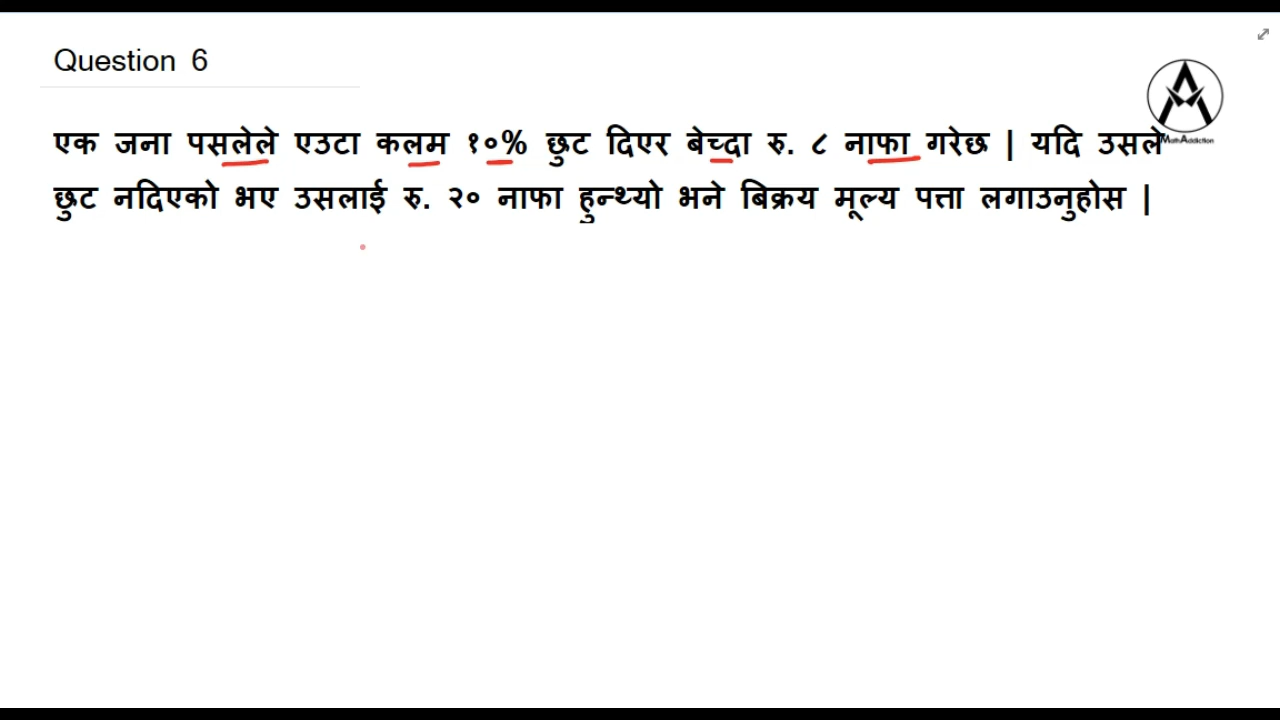 Question 6
MathAddiction
एक जना पसलेले एउटा कलम १०% छुट दिएर बेच्दा रु. ८ नाफा गरेछ | यदि उसले
छुट नदिएको भए उसलाई रु. २० नाफा हुन्थ्यो भने बिक्रय मूल्य पत्ता लगाउनुहोस |